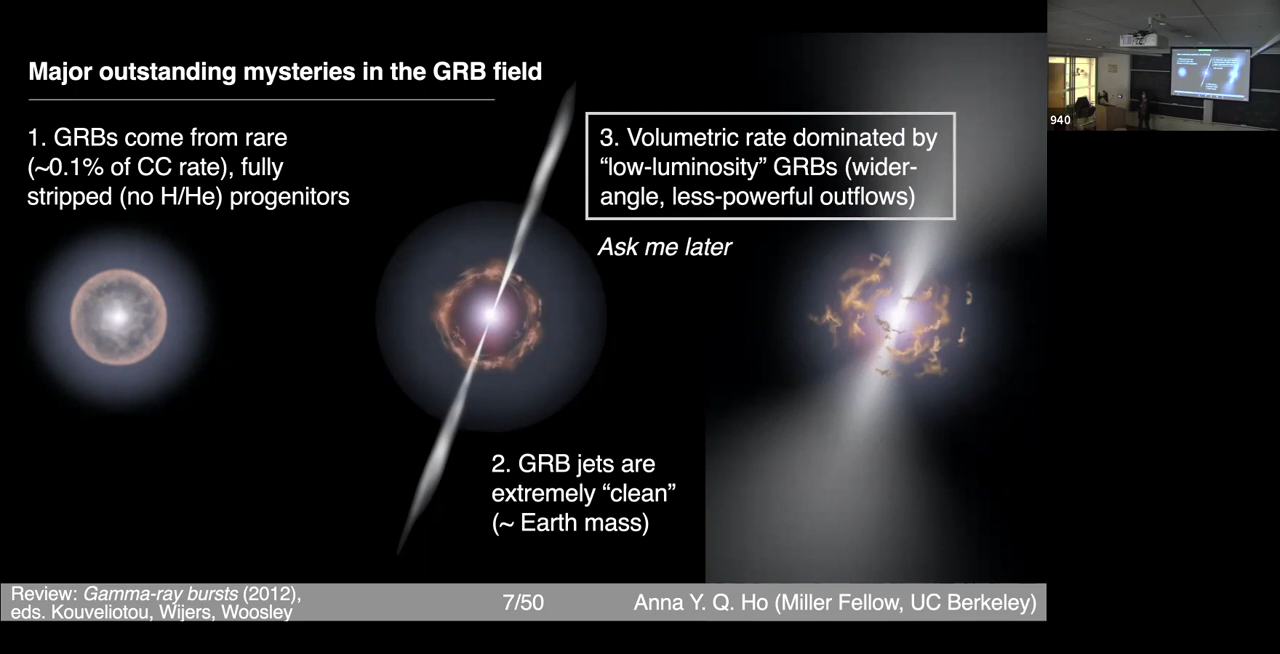 Major outstanding mysteries in the GRB field
1. GRBs come from rare
(~0.1% of CC rate), fully
stripped (no H/He) progenitors
3. Volumetric rate dominated by
“low-luminosity” GRBs (wider-
angle, less-powerful outflows)
Ask me later
2. GRB jets are
extremely “clean”
(~ Earth mass)
Review: Gamma-ray bursts (2012),
eds. Kouveliotou, Wijers, Woosley
7/50
Anna Y. Q. Ho (Miller Fellow, UC Berkeley)
940